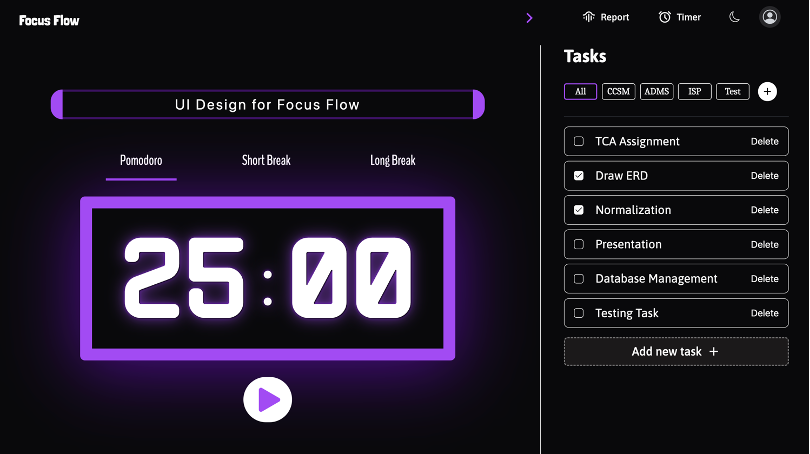 Focus Flow
Report
Timer
UI Design for Focus Flow
Pomodoro
Short Break
Long Break
25:00
Tasks
All
CCSM
ADMS
ISP
Test
+
TCA Assignment Delete
Draw ERD Delete
Normalization Delete
Presentation Delete
Database Management Delete
Testing Task Delete
Add new task +